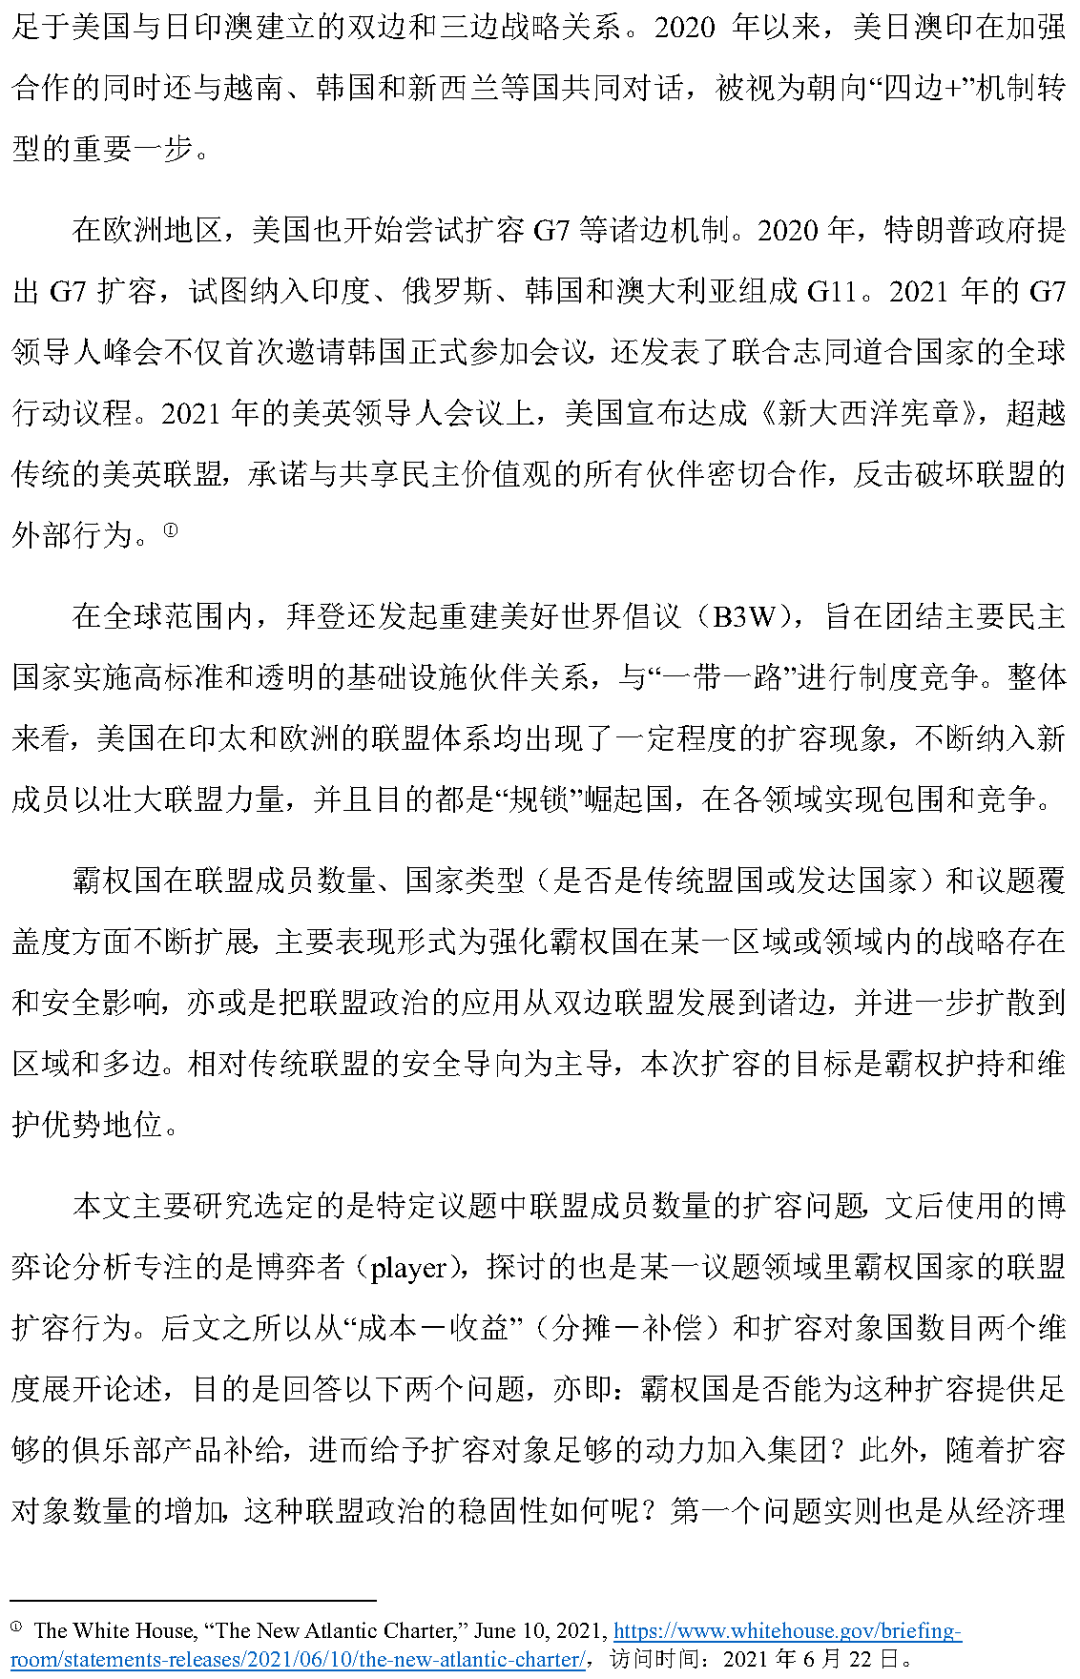 足于美国与日印澳建立的双边和三边战略关系。2020 年以来，美日澳印在加强
合作的同时还与越南、韩国和新西兰等国共同对话，被视为朝向“四边+”机制转
型的重要一步。
在欧洲地区，美国也开始尝试扩容 G7 等诸边机制。2020 年，特朗普政府提
出 G7 扩容，试图纳入印度、俄罗斯、韩国和澳大利亚组成 G11。2021 年的 G7
领导人峰会不仅首次邀请韩国正式参加会议，还发表了联合志同道合国家的全球
行动议程。2021 年的美英领导人会议上，美国宣布达成《新大西洋宪章》，超越
传统的美英联盟，承诺与共享民主价值观的所有伙伴密切合作，反击破坏联盟的
外部行为。①
在全球范围内，拜登还发起重建美好世界倡议（B3W），旨在团结主要民主
国家实施高标准和透明的基础设施伙伴关系，与“一带一路”进行制度竞争。整体
来看，美国在印太和欧洲的联盟体系均出现了一定程度的扩容现象，不断纳入新
成员以壮大联盟力量，并且目的都是“规锁”崛起国，在各领域实现包围和竞争。
霸权国在联盟成员数量、国家类型（是否是传统盟国或发达国家）和议题覆
盖度方面不断扩展，主要表现形式为强化霸权国在某一区域或领域内的战略存在
和安全影响，亦或是把联盟政治的应用从双边联盟发展到诸边，并进一步扩散到
区域和多边。相对传统联盟的安全导向为主导，本次扩容的目标是霸权护持和维
护优势地位。
本文主要研究选定的是特定议题中联盟成员数量的扩容问题，文后使用的博
弈论分析专注的是博弈者（player），探讨的也是某一议题领域里霸权国家的联盟
扩容行为。后文之所以从“成本－收益”（分摊－补偿）和扩容对象国数目两个维
度展开论述，目的是回答以下两个问题，亦即：霸权国是否能为这种扩容提供足
够的俱乐部产品补给，进而给予扩容对象足够的动力加入集团？此外，随着扩容
对象数量的增加，这种联盟政治的稳固性如何呢？第一个问题实则也是从经济理
① The White House, “The New Atlantic Charter,” June 10, 2021, https://www.whitehouse.gov/briefing-
room/statements-releases/2021/06/10/the-new-atlantic-charter/，访问时间：2021 年 6 月 22 日。